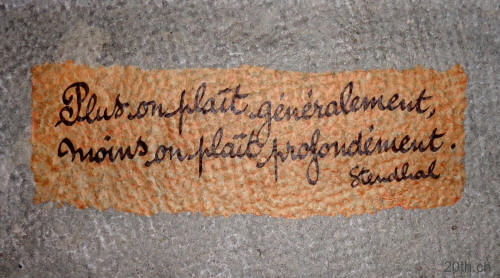 Plus on plaît généralement,
moins on plaît profondément.
Stendhal
20th.ch